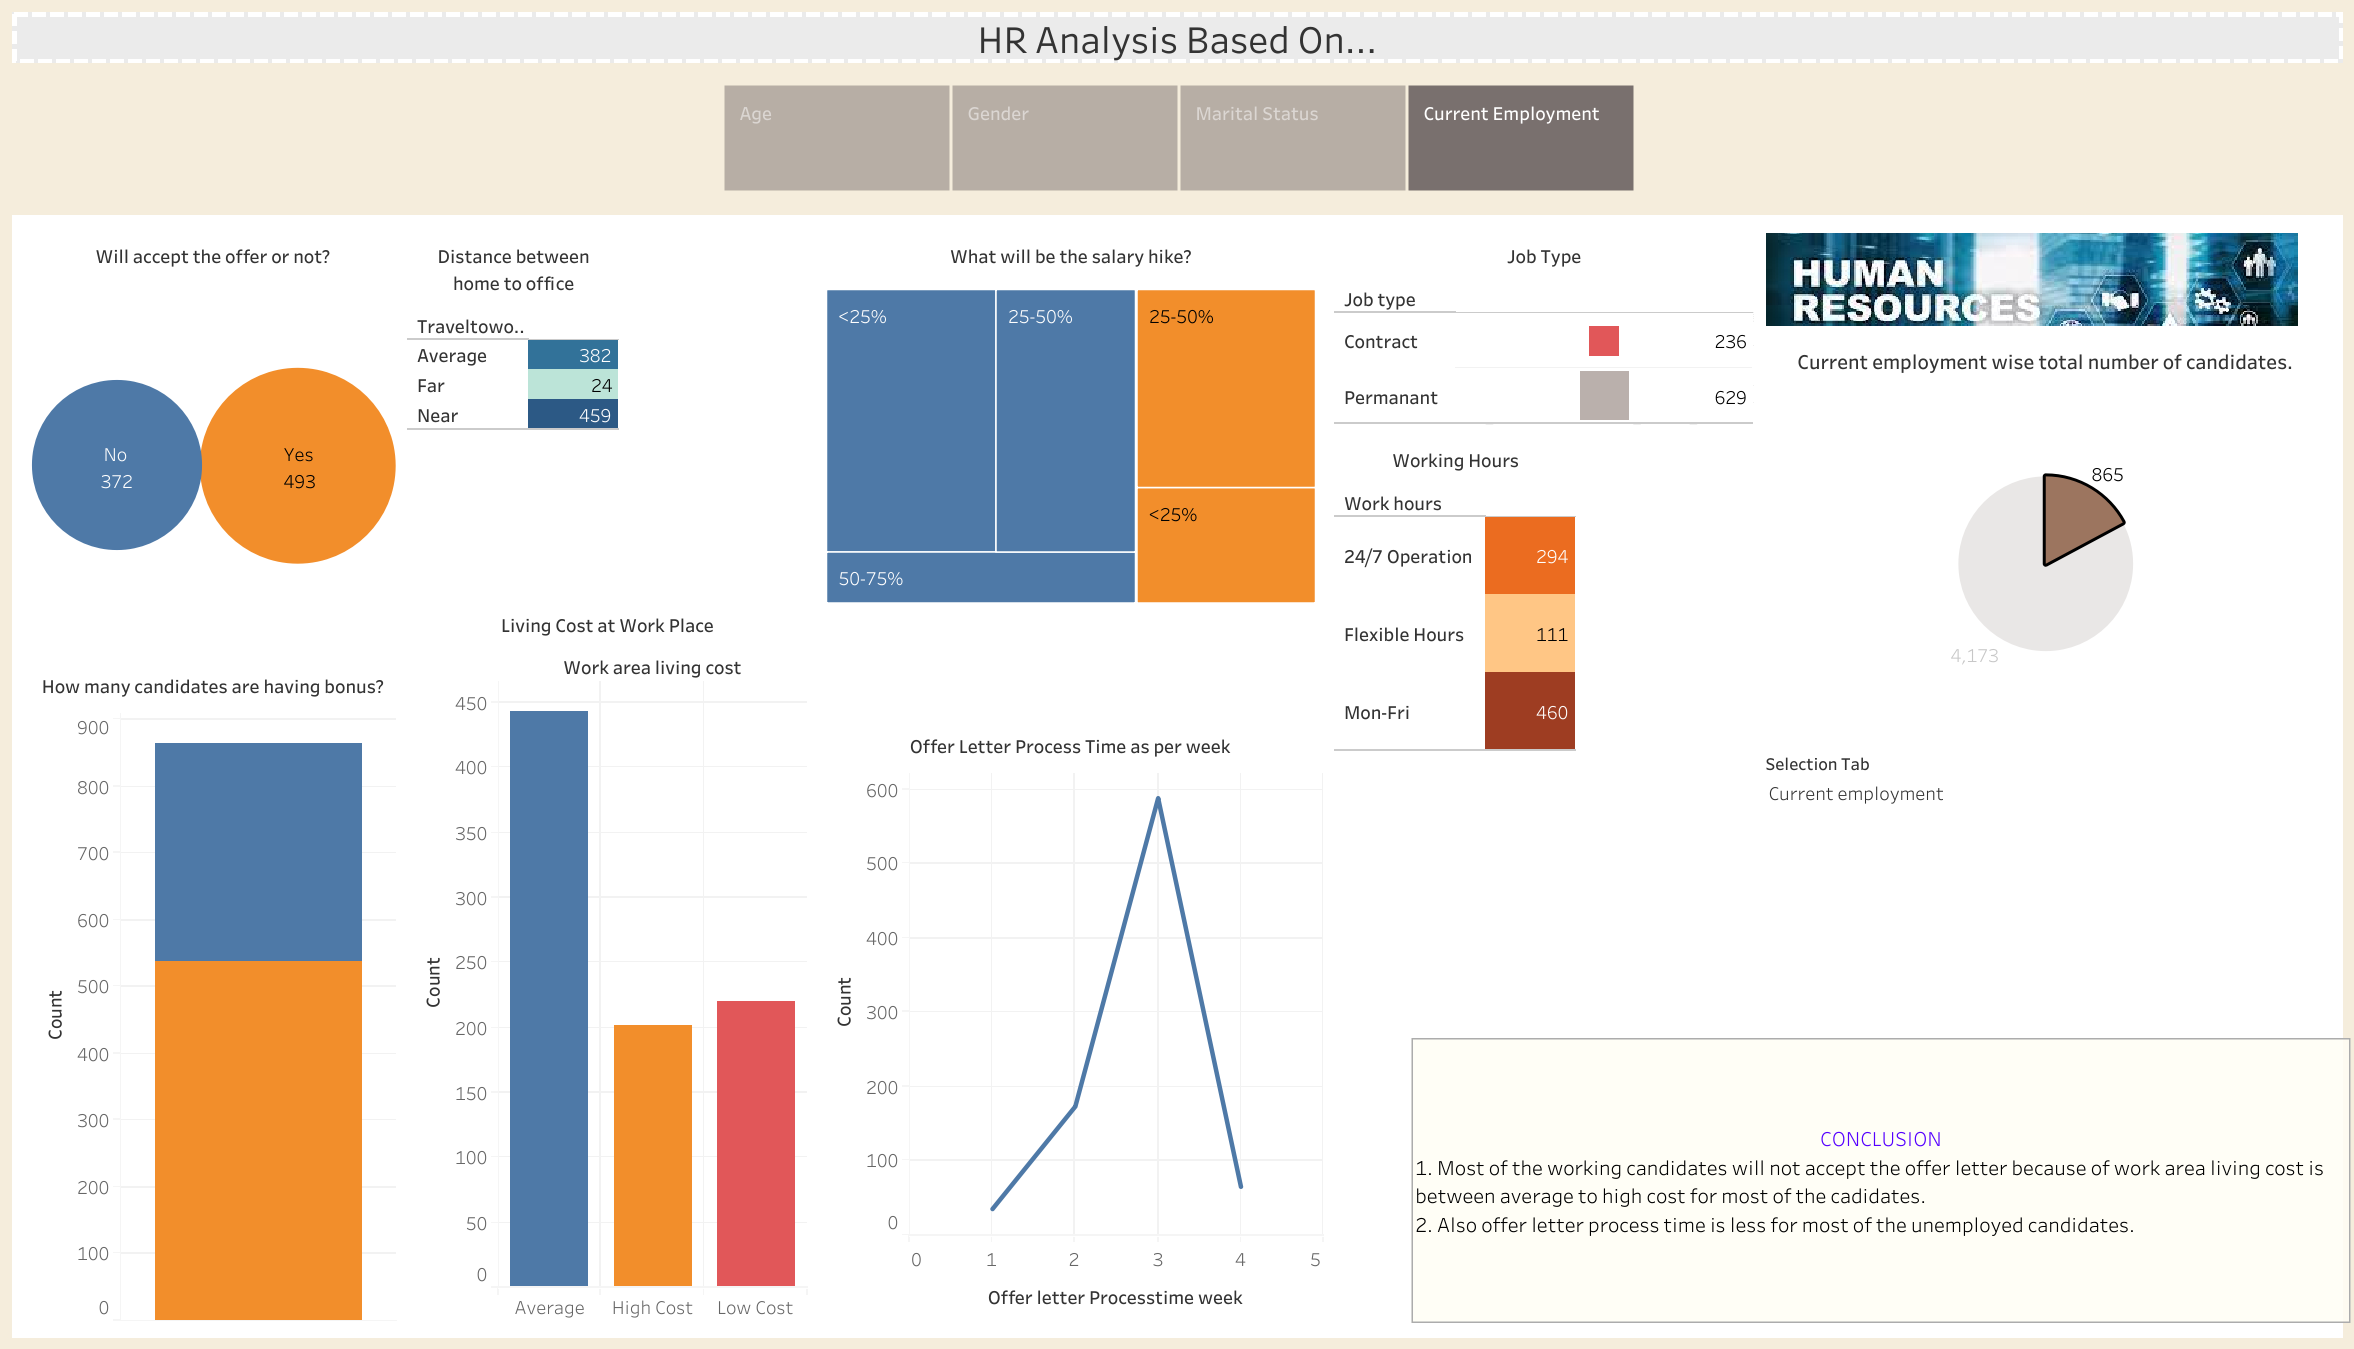 HR Analysis Based On...
Age
Gender
Marital Status
Current Employment
Will accept the offer or not?
No
372
Yes
493
Distance between
home to office
Traveltowo..
Average 382
Far 24
Near 459
What will be the salary hike?
<25%
25-50%
50-75%
25-50%
<25%
Job Type
Job type
Contract 236
Permanant 629
Working Hours
Work hours
24/7 Operation 294
Flexible Hours 111
Mon-Fri 460
HUMAN
RESOURCES
Current employment wise total number of candidates.
865
4,173
Selection Tab
Current employment
How many candidates are having bonus?
900
800
700
600
500
400
300
200
100
0
Count
Living Cost at Work Place
Work area living cost
450
400
350
300
250
200
150
100
50
0
Count
Average
High Cost
Low Cost
Offer Letter Process Time as per week
600
500
400
300
200
100
0
Count
0 1 2 3 4 5
Offer letter Processtime week
CONCLUSION
1. Most of the working candidates will not accept the offer letter because of work area living cost is
between average to high cost for most of the cadidates.
2. Also offer letter process time is less for most of the unemployed candidates.